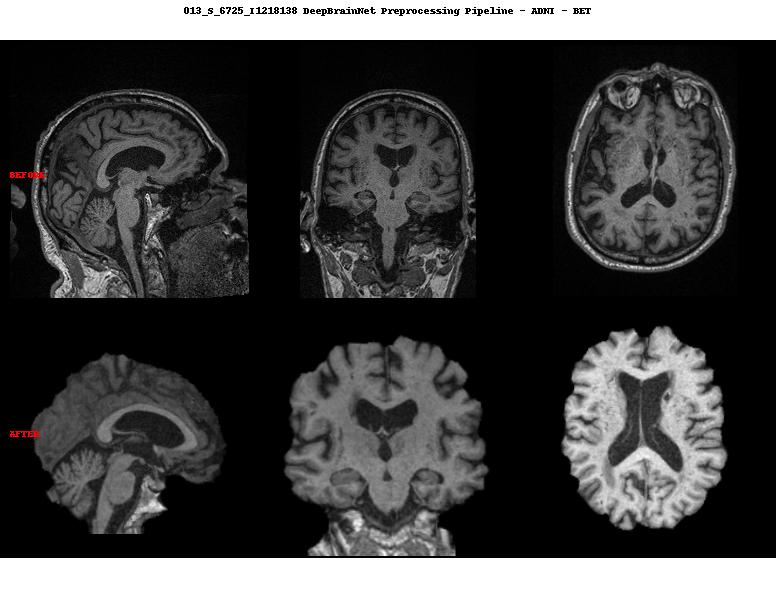 013_S_6725_I1218138 DeepBrainNet Preprocessing Pipeline - ADNI - BET
BEFORE
AFTER